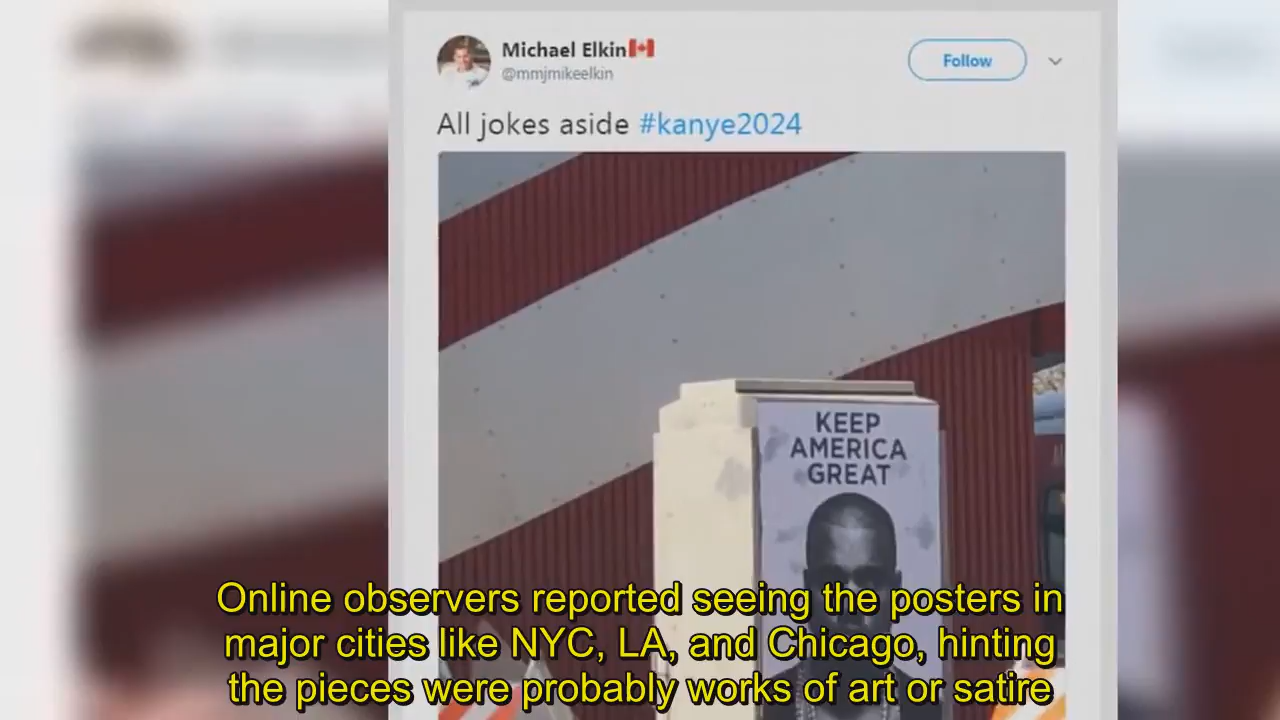 Michael Elkin🇨🇦
@mmjmikeelkin
Follow
All jokes aside #kanye2024
KEEP
AMERICA
GREAT
Online observers reported seeing the posters in
major cities like NYC, LA, and Chicago, hinting
the pieces were probably works of art or satire